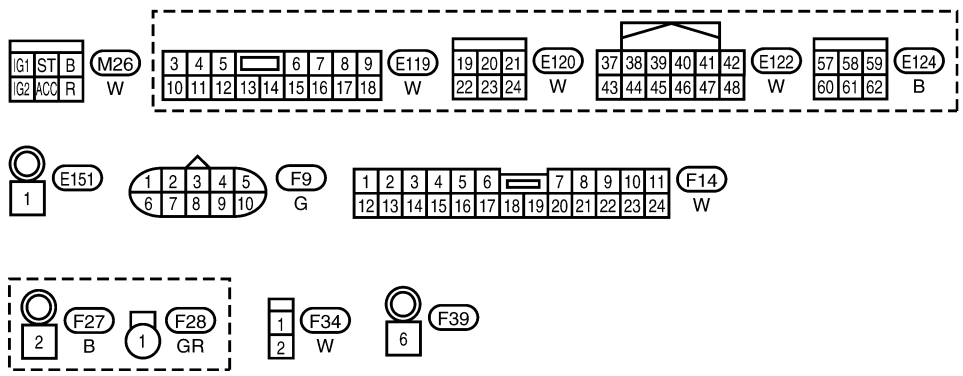 IG1 ST B M26
IG2 ACC R W
3 4 5 6 7 8 9 E119
10 11 12 13 14 15 16 17 18 W
19 20 21 E120
22 23 24 W
37 38 39 40 41 42 E122
43 44 45 46 47 48 W
57 58 59 E124
60 61 62 B
1 E151
1 2 3 4 5 F9
6 7 8 9 10 G
1 2 3 4 5 6 7 8 9 10 11 F14
12 13 14 15 16 17 18 19 20 21 22 23 24 W
2 F27
B
1 F28
GR
1 F34
2 W
6 F39